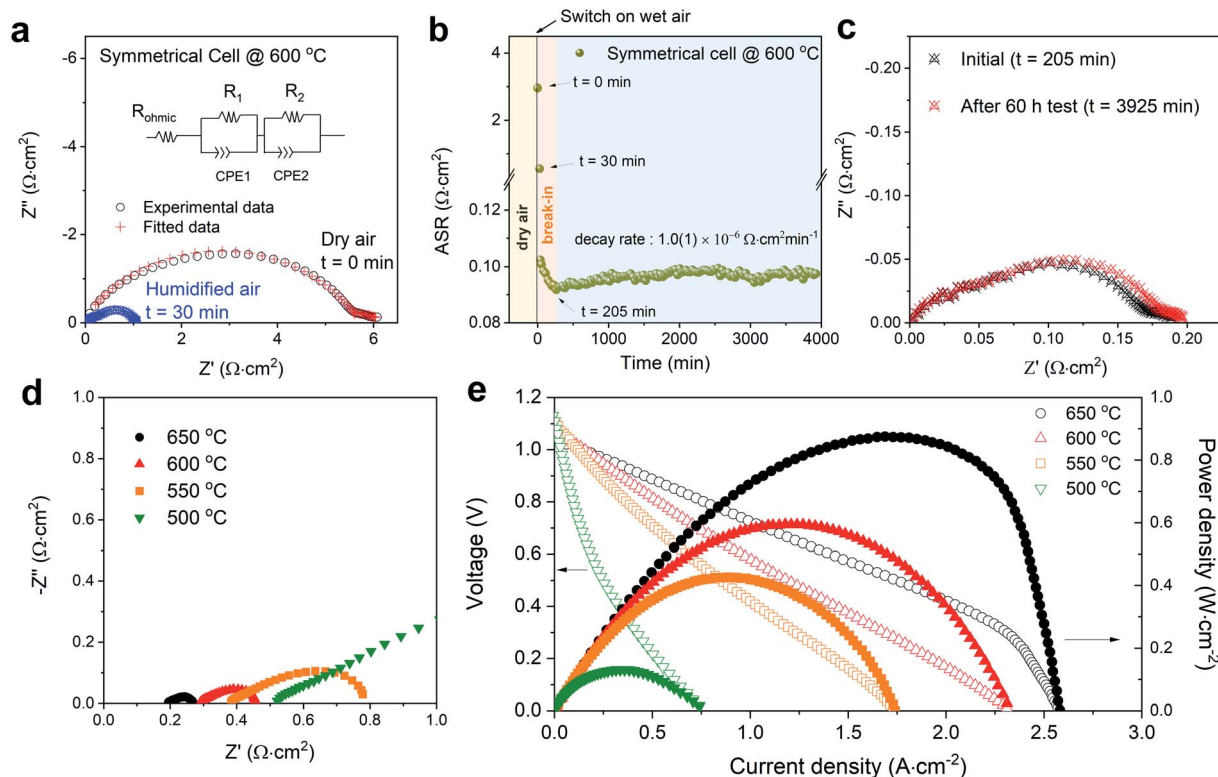 a
Symmetrical Cell @ 600 °C
Rohmic
R1
R2
CPE1
CPE2
Experimental data
Fitted data
Dry air
t = 0 min
Humidified air
t = 30 min
-6
-4
-2
0
Z'' (Ω·cm²)
0 2 4 6
Z' (Ω·cm²)
Switch on wet air
b
Symmetrical cell @ 600 °C
t = 0 min
t = 30 min
dry air
break-in
decay rate : 1.0(1) × 10⁻⁶ Ω·cm²min⁻¹
t = 205 min
4
2
0.12
0.10
0.08
ASR (Ω·cm²)
0 1000 2000 3000 4000
Time (min)
c
Initial (t = 205 min)
After 60 h test (t = 3925 min)
-0.20
-0.15
-0.10
-0.05
0.00
Z'' (Ω·cm²)
0.00 0.05 0.10 0.15 0.20
Z' (Ω·cm²)
d
650 °C
600 °C
550 °C
500 °C
1.0
0.8
0.6
0.4
0.2
0.0
-Z'' (Ω·cm²)
0.0 0.2 0.4 0.6 0.8 1.0
Z' (Ω·cm²)
e
650 °C
600 °C
550 °C
500 °C
1.2
1.0
0.8
0.6
0.4
0.2
0.0
Voltage (V)
1.0
0.8
0.6
0.4
0.2
0.0
Power density (W·cm⁻²)
0.0 0.5 1.0 1.5 2.0 2.5 3.0
Current density (A·cm⁻²)